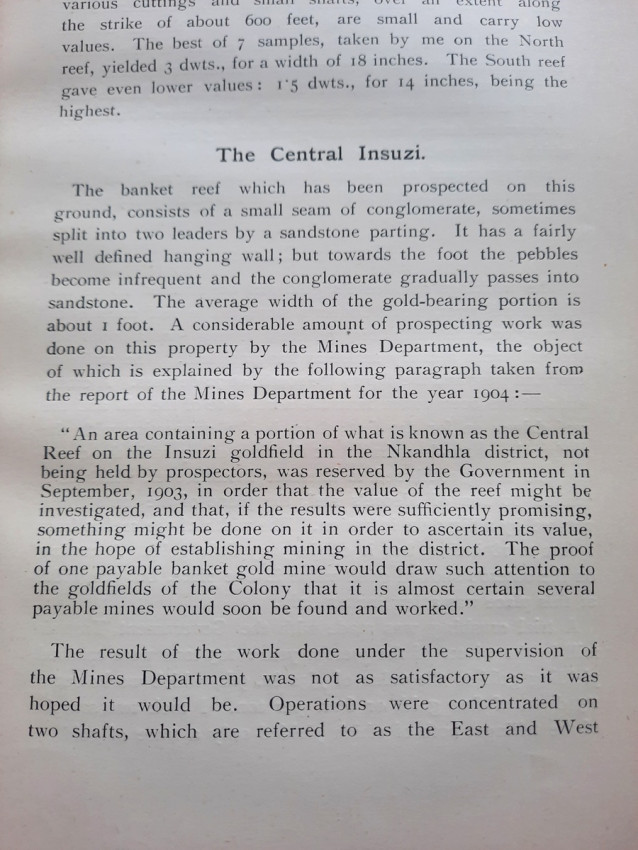 various cuttings and small shafts, over an extent along
the strike of about 600 feet, are small and carry low
values. The best of 7 samples, taken by me on the North
reef, yielded 3 dwts., for a width of 18 inches. The South reef
gave even lower values: 1·5 dwts., for 14 inches, being the
highest.
The Central Insuzi.
The banket reef which has been prospected on this
ground, consists of a small seam of conglomerate, sometimes
split into two leaders by a sandstone parting. It has a fairly
well defined hanging wall; but towards the foot the pebbles
become infrequent and the conglomerate gradually passes into
sandstone. The average width of the gold-bearing portion is
about 1 foot. A considerable amount of prospecting work was
done on this property by the Mines Department, the object
of which is explained by the following paragraph taken from
the report of the Mines Department for the year 1904:—
“An area containing a portion of what is known as the Central
Reef on the Insuzi goldfield in the Nkandhla district, not
being held by prospectors, was reserved by the Government in
September, 1903, in order that the value of the reef might be
investigated, and that, if the results were sufficiently promising,
something might be done on it in order to ascertain its value,
in the hope of establishing mining in the district. The proof
of one payable banket gold mine would draw such attention to
the goldfields of the Colony that it is almost certain several
payable mines would soon be found and worked.”
The result of the work done under the supervision of
the Mines Department was not as satisfactory as it was
hoped it would be. Operations were concentrated on
two shafts, which are referred to as the East and West